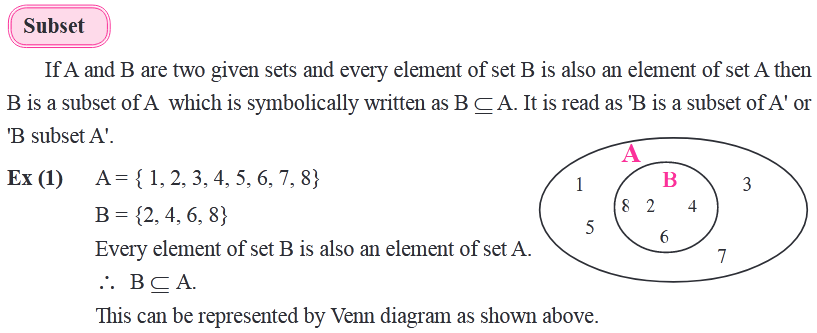 Subset
If A and B are two given sets and every element of set B is also an element of set A then
B is a subset of A which is symbolically written as B ⊆ A. It is read as 'B is a subset of A' or
'B subset A'.
Ex (1) A = { 1, 2, 3, 4, 5, 6, 7, 8}
B = {2, 4, 6, 8}
Every element of set B is also an element of set A.
∴ B ⊆ A.
This can be represented by Venn diagram as shown above.
A
1 B 3
8 2 4
5 6
7